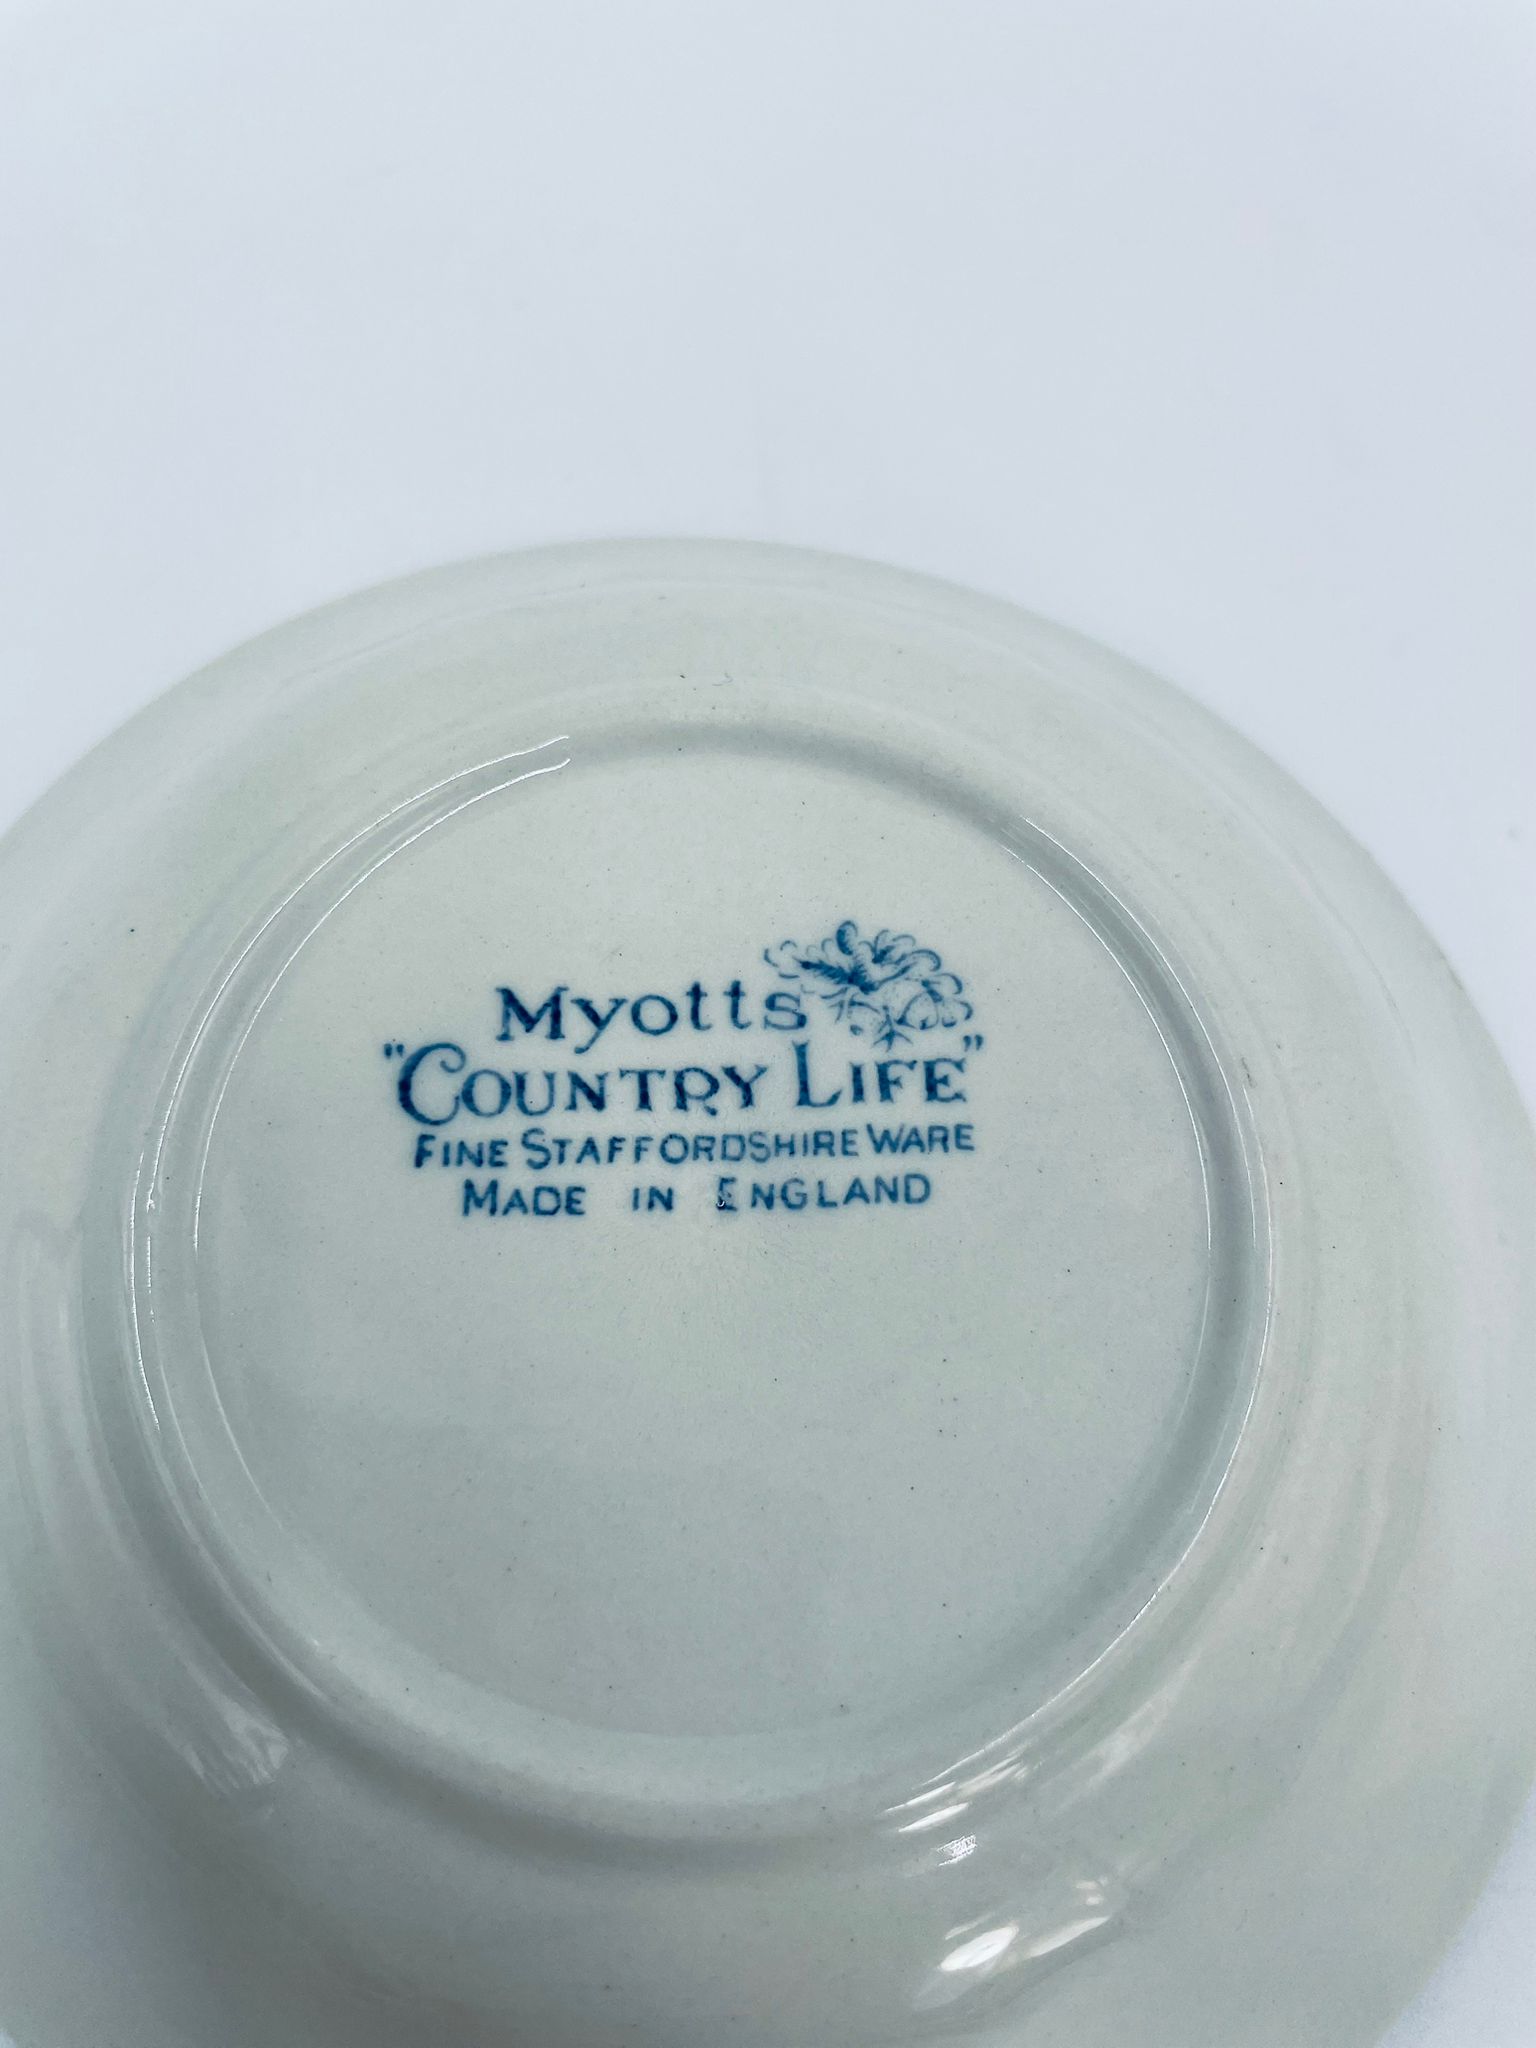 Myotts
"COUNTRY LIFE"
FINE STAFFORDSHIRE WARE
MADE IN ENGLAND